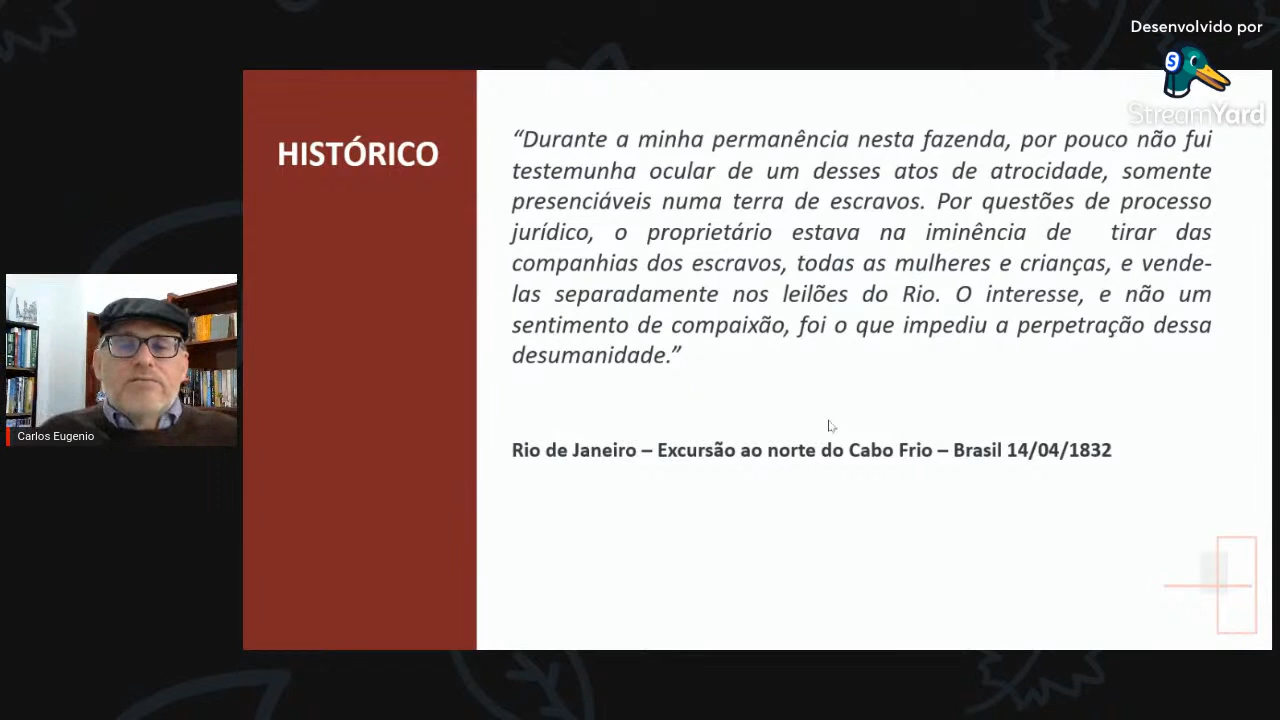 Desenvolvido por
StreamYard
HISTÓRICO
“Durante a minha permanência nesta fazenda, por pouco não fui
testemunha ocular de um desses atos de atrocidade, somente
presenciáveis numa terra de escravos. Por questões de processo
jurídico, o proprietário estava na iminência de tirar das
companhias dos escravos, todas as mulheres e crianças, e vende-
las separadamente nos leilões do Rio. O interesse, e não um
sentimento de compaixão, foi o que impediu a perpetração dessa
desumanidade.”
Rio de Janeiro – Excursão ao norte do Cabo Frio – Brasil 14/04/1832
Carlos Eugenio